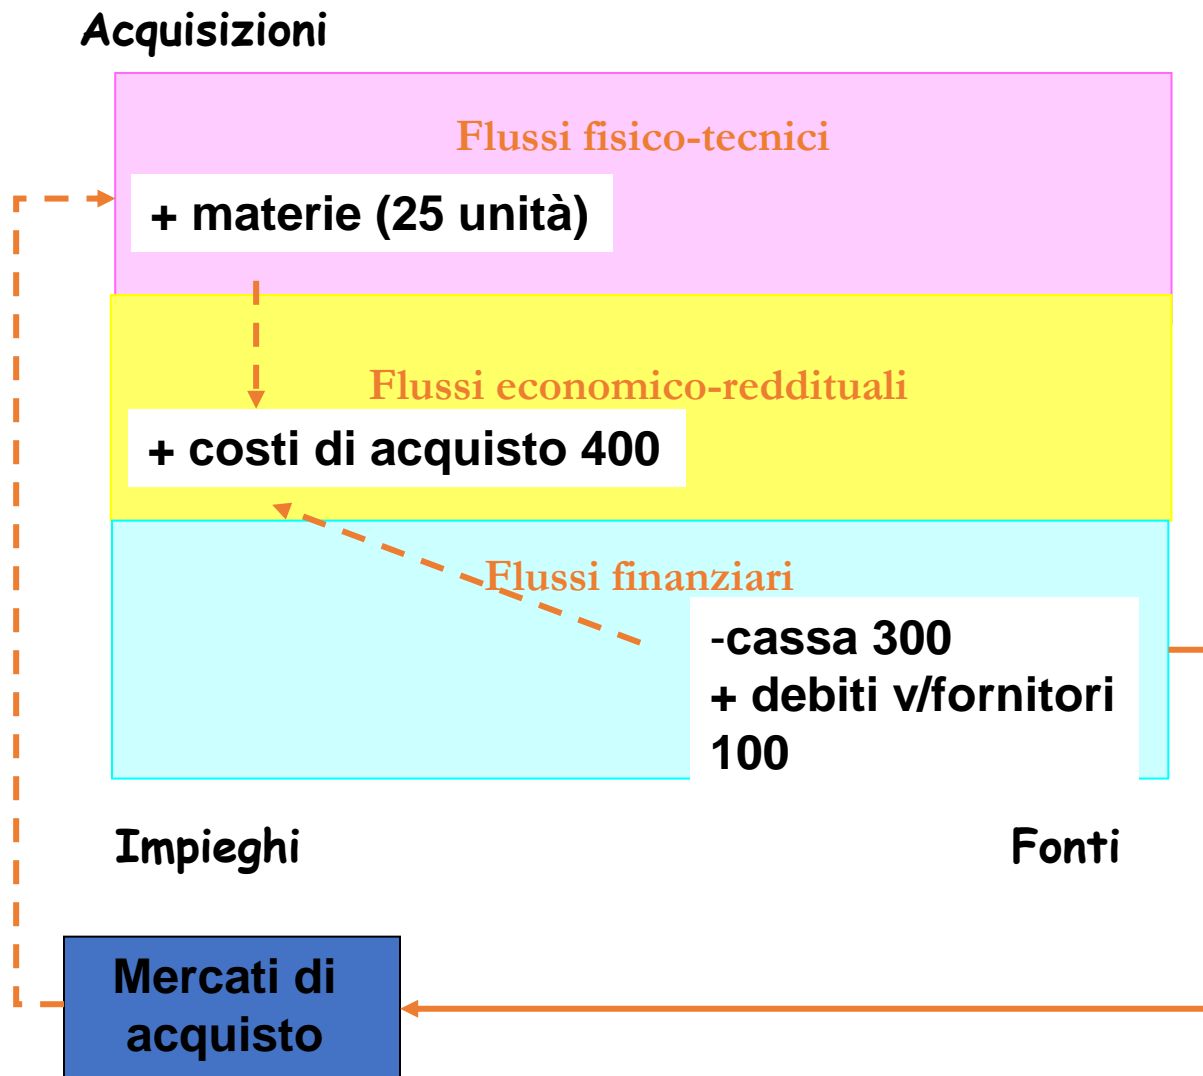 Acquisizioni
Flussi fisico-tecnici
+ materie (25 unità)
Flussi economico-reddituali
+ costi di acquisto 400
Flussi finanziari
-cassa 300
+ debiti v/fornitori
100
Impieghi
Fonti
Mercati di
acquisto